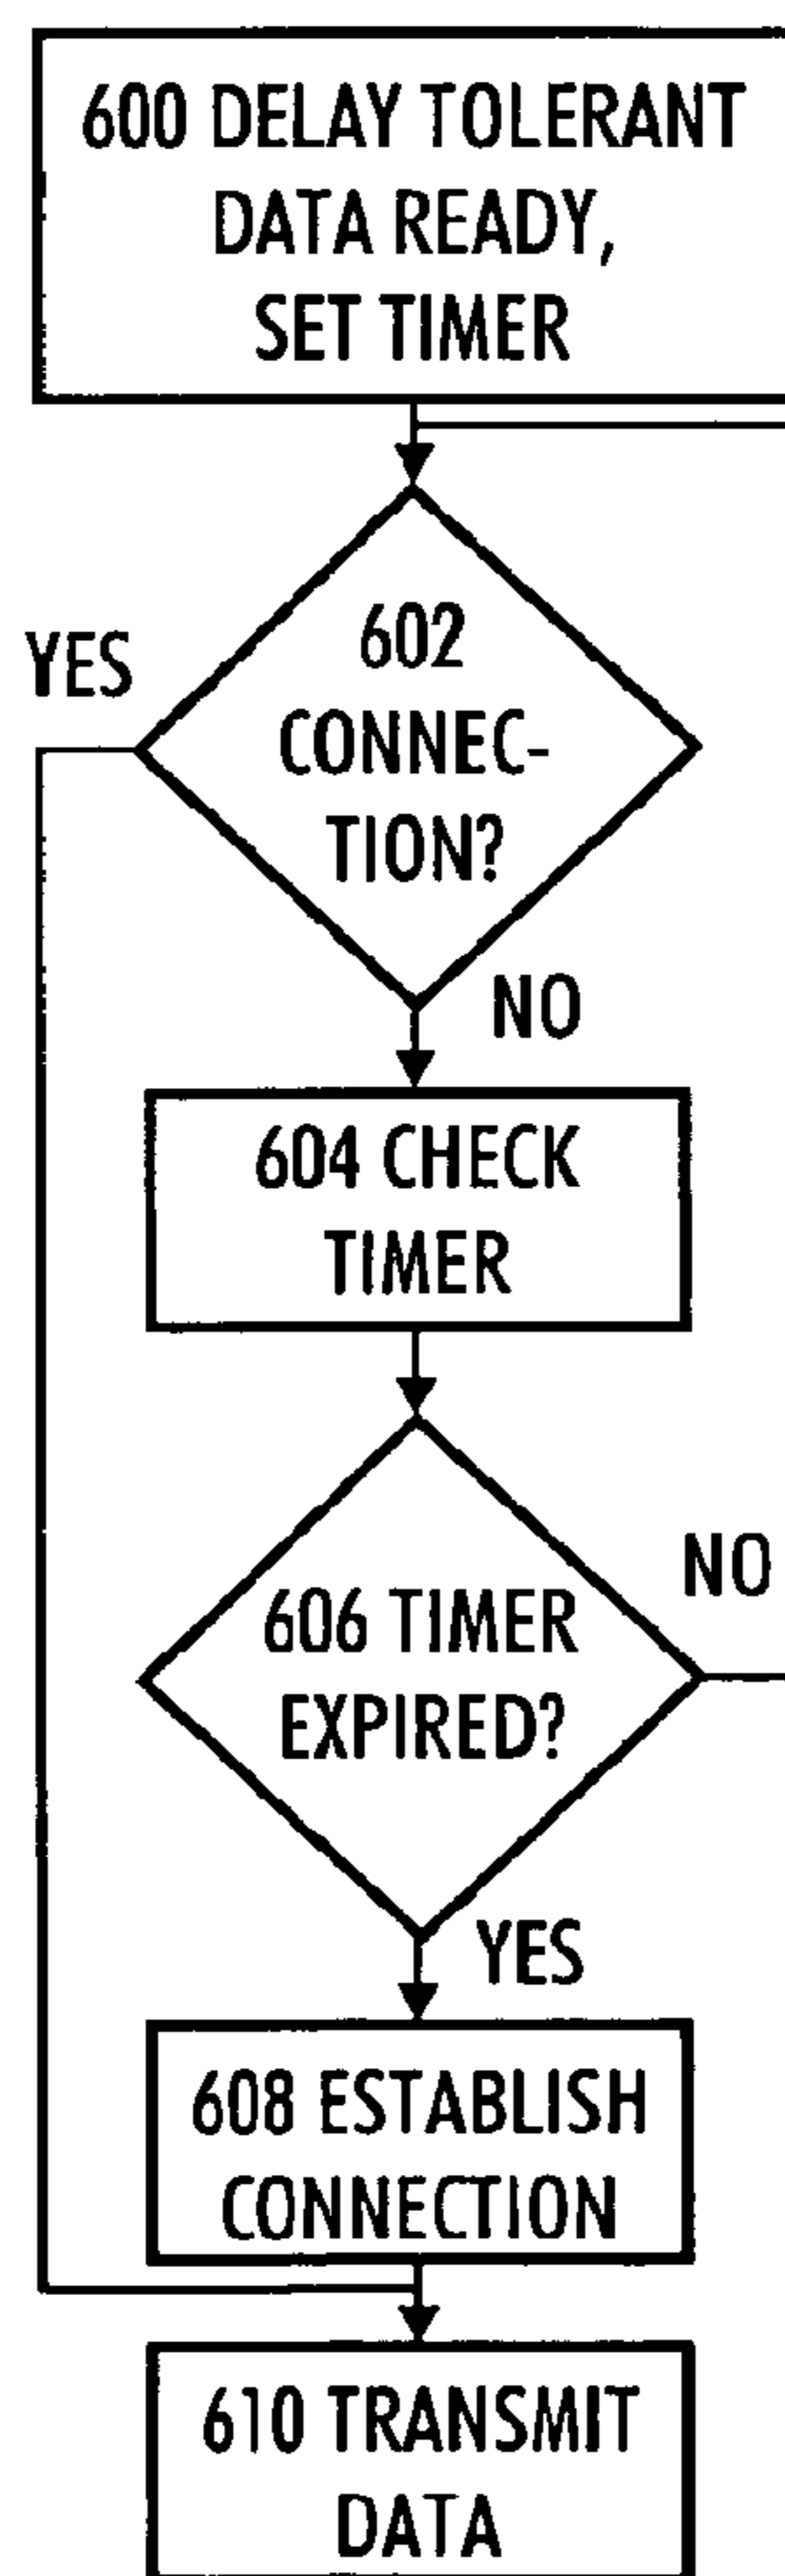 600 DELAY TOLERANT
DATA READY,
SET TIMER
YES
602
CONNEC-
TION?
NO
604 CHECK
TIMER
NO
606 TIMER
EXPIRED?
YES
608 ESTABLISH
CONNECTION
610 TRANSMIT
DATA